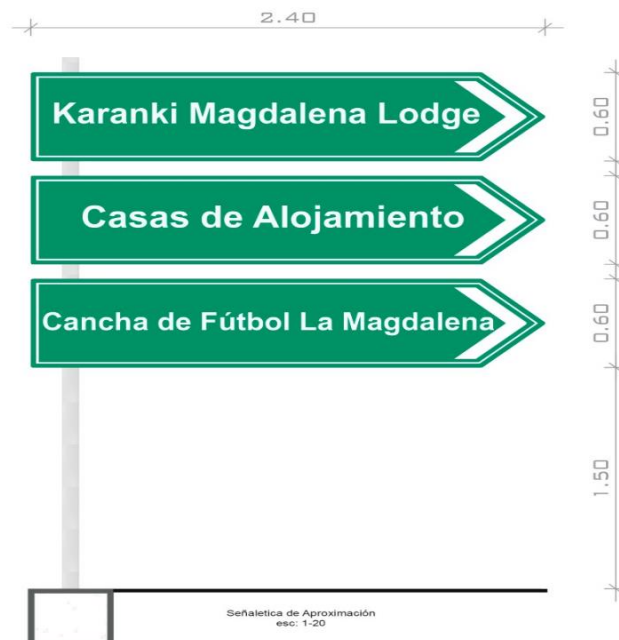 2.40
Karanki Magdalena Lodge
0.60
Casas de Alojamiento
0.60
Cancha de Fútbol La Magdalena
0.60
1.50
Señaletica de Aproximación
esc: 1-20